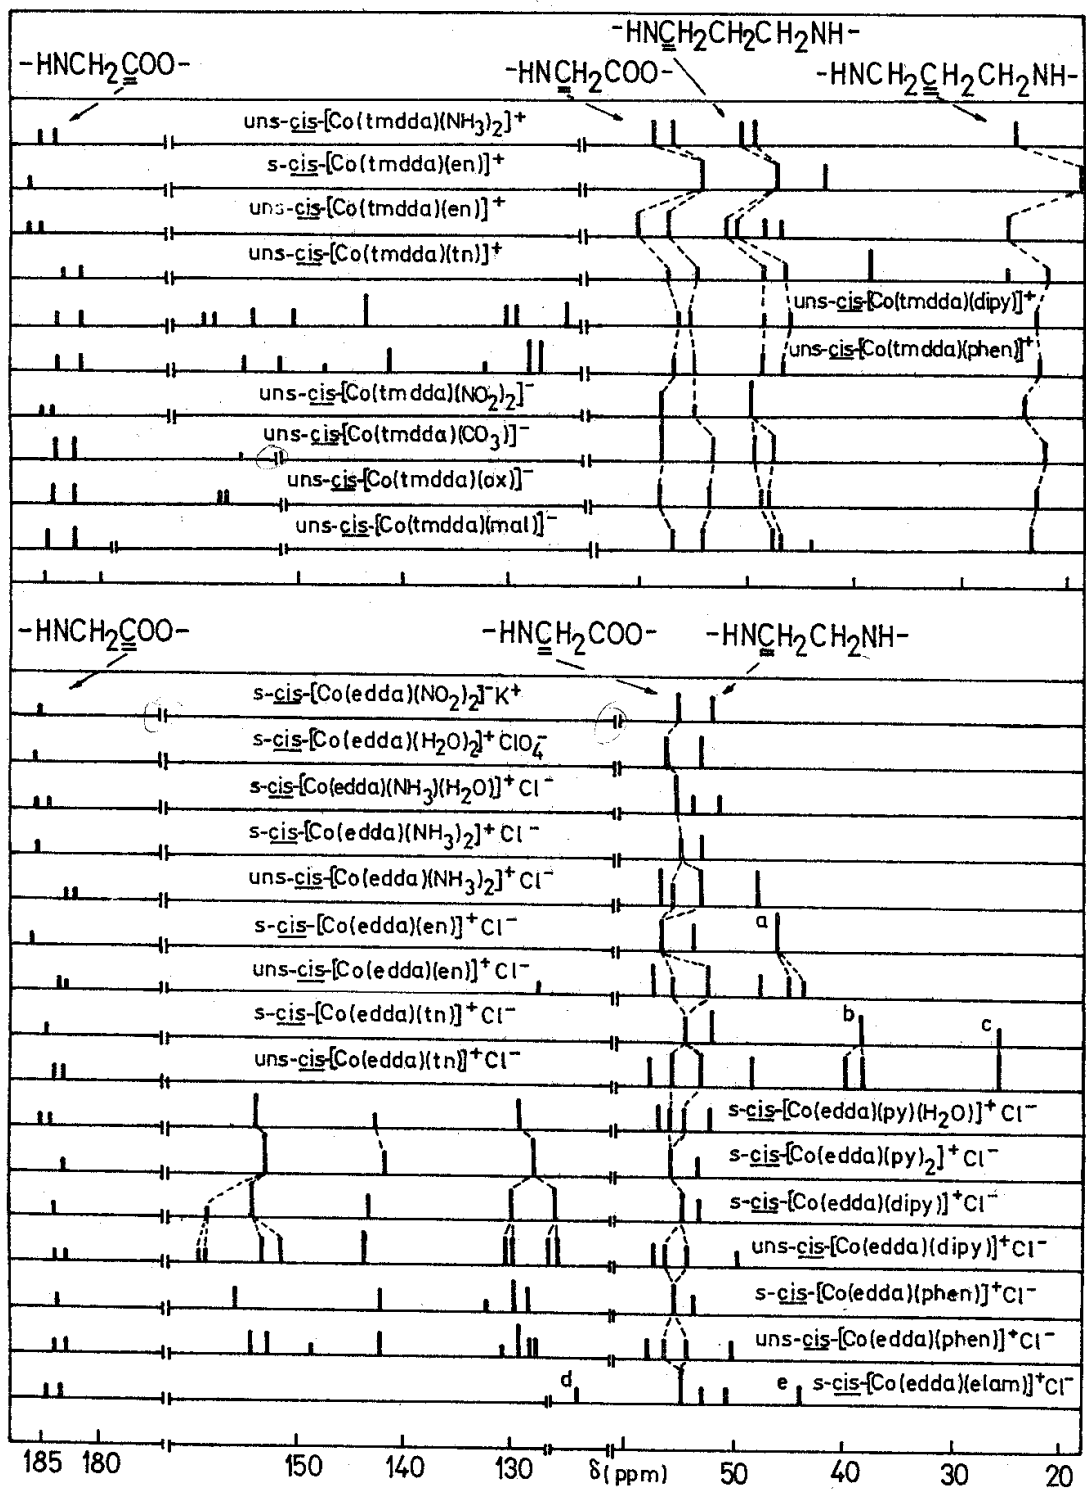 -HNCH2CH2CH2NH-
-HNCH2COO-
-HNCH2COO-
-HNCH2CH2CH2NH-
uns-cis-[Co(tmdda)(NH3)2]+
s-cis-[Co(tmdda)(en)]+
uns-cis-[Co(tmdda)(en)]+
uns-cis-[Co(tmdda)(tn)]+
uns-cis-[Co(tmdda)(dipy)]+
uns-cis-[Co(tmdda)(phen)]+
uns-cis-[Co(tmdda)(NO2)2]-
uns-cis-[Co(tmdda)(CO3)]-
uns-cis-[Co(tmdda)(ox)]-
uns-cis-[Co(tmdda)(mal)]-
-HNCH2COO-
-HNCH2COO-
-HNCH2CH2NH-
s-cis-[Co(edda)(NO2)2]-K+
s-cis-[Co(edda)(H2O)2]+ClO4-
s-cis-[Co(edda)(NH3)(H2O)]+Cl-
s-cis-[Co(edda)(NH3)2]+Cl-
uns-cis-[Co(edda)(NH3)2]+Cl-
s-cis-[Co(edda)(en)]+Cl-
a
uns-cis-[Co(edda)(en)]+Cl-
s-cis-[Co(edda)(tn)]+Cl-
b
c
uns-cis-[Co(edda)(tn)]+Cl-
s-cis-[Co(edda)(py)(H2O)]+Cl-
s-cis-[Co(edda)(py)2]+Cl-
s-cis-[Co(edda)(dipy)]+Cl-
uns-cis-[Co(edda)(dipy)]+Cl-
s-cis-[Co(edda)(phen)]+Cl-
uns-cis-[Co(edda)(phen)]+Cl-
d
e
s-cis-[Co(edda)(elam)]+Cl-
185 180 150 140 130 δ(ppm) 50 40 30 20